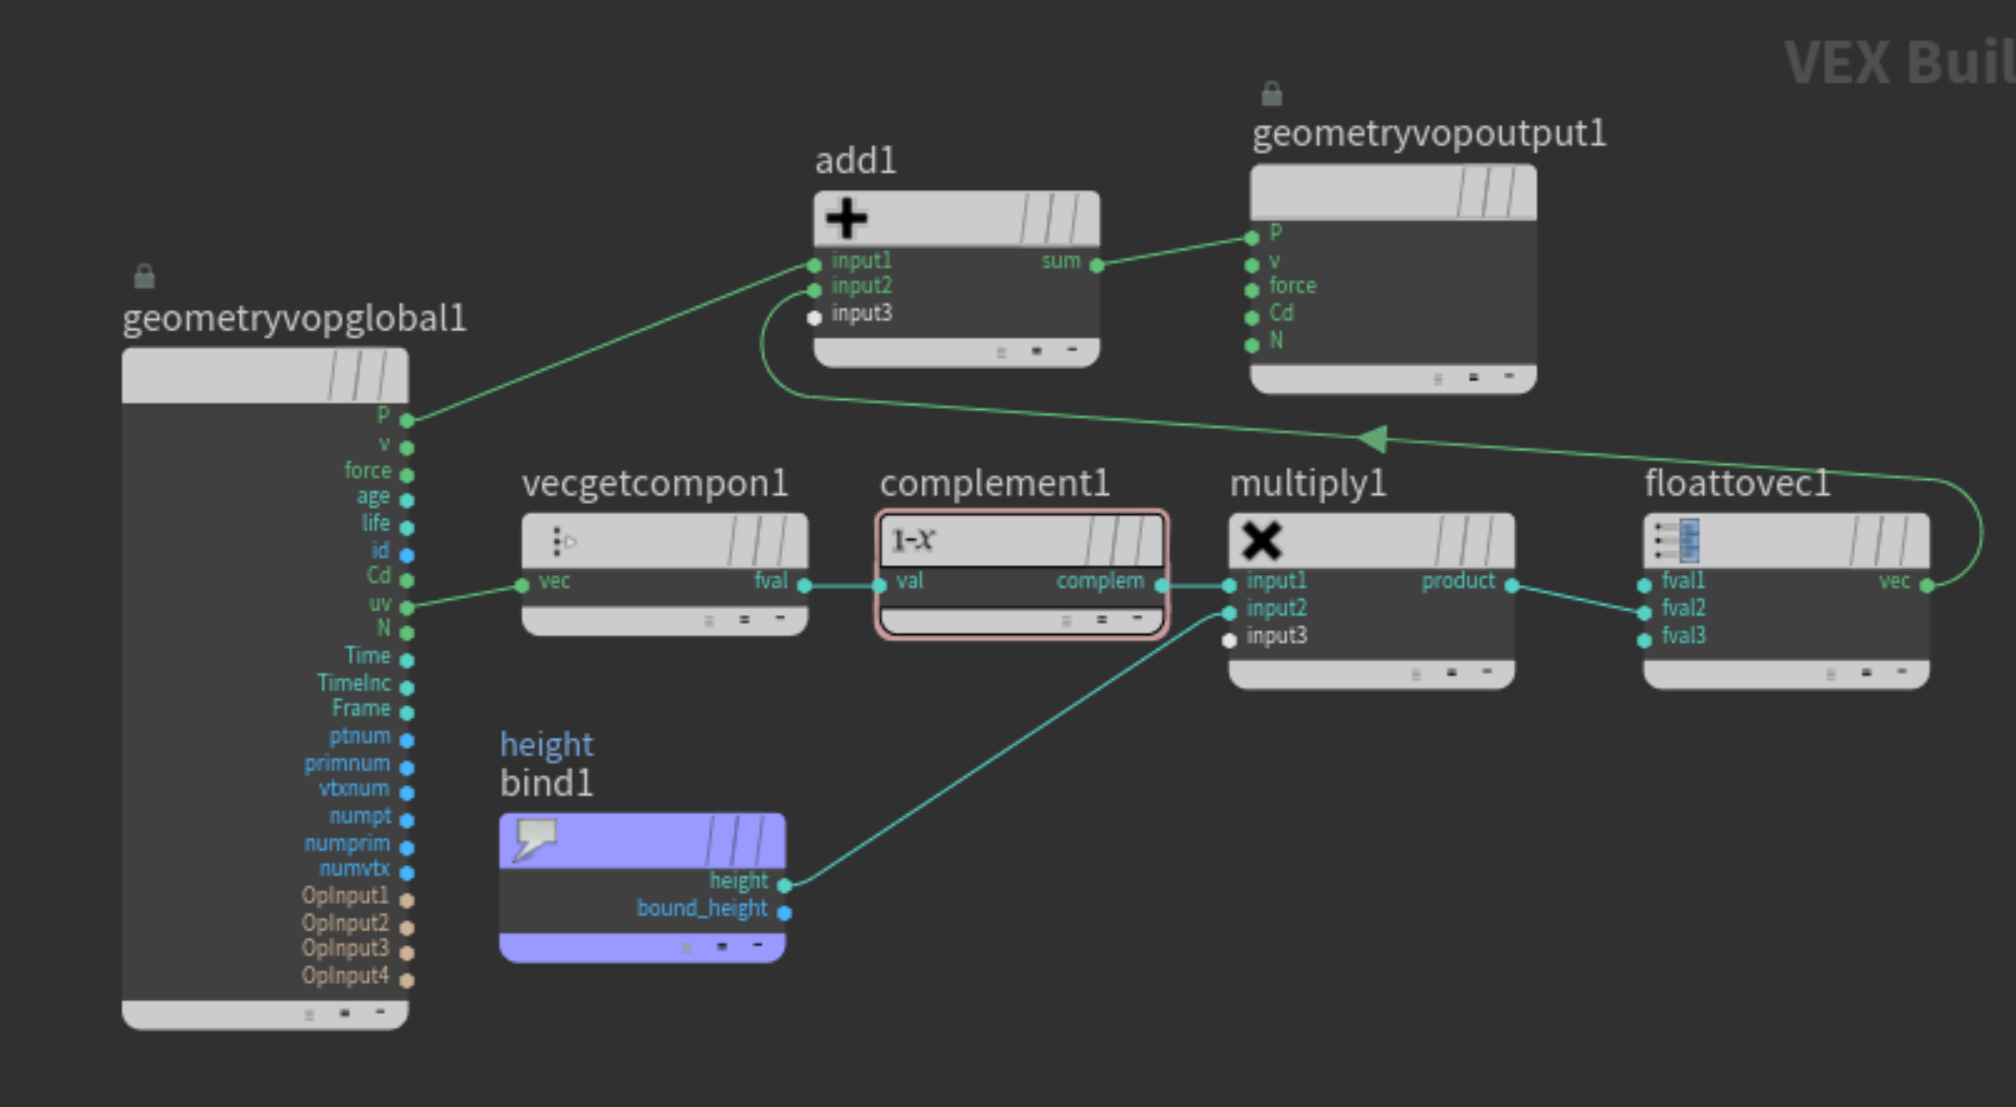 VEX Buil
geometryvopoutput1
P
v
force
Cd
N
add1
input1
sum
input2
input3
geometryvopglobal1
P
v
force
age
life
id
Cd
uv
N
Time
TimeInc
Frame
ptnum
primnum
vtxnum
numpt
numprim
numvtx
OpInput1
OpInput2
OpInput3
OpInput4
vecgetcompon1
vec
fval
complement1
1-x
val
complem
multiply1
input1
product
input2
input3
floattovec1
fval1
vec
fval2
fval3
height
bind1
height
bound_height